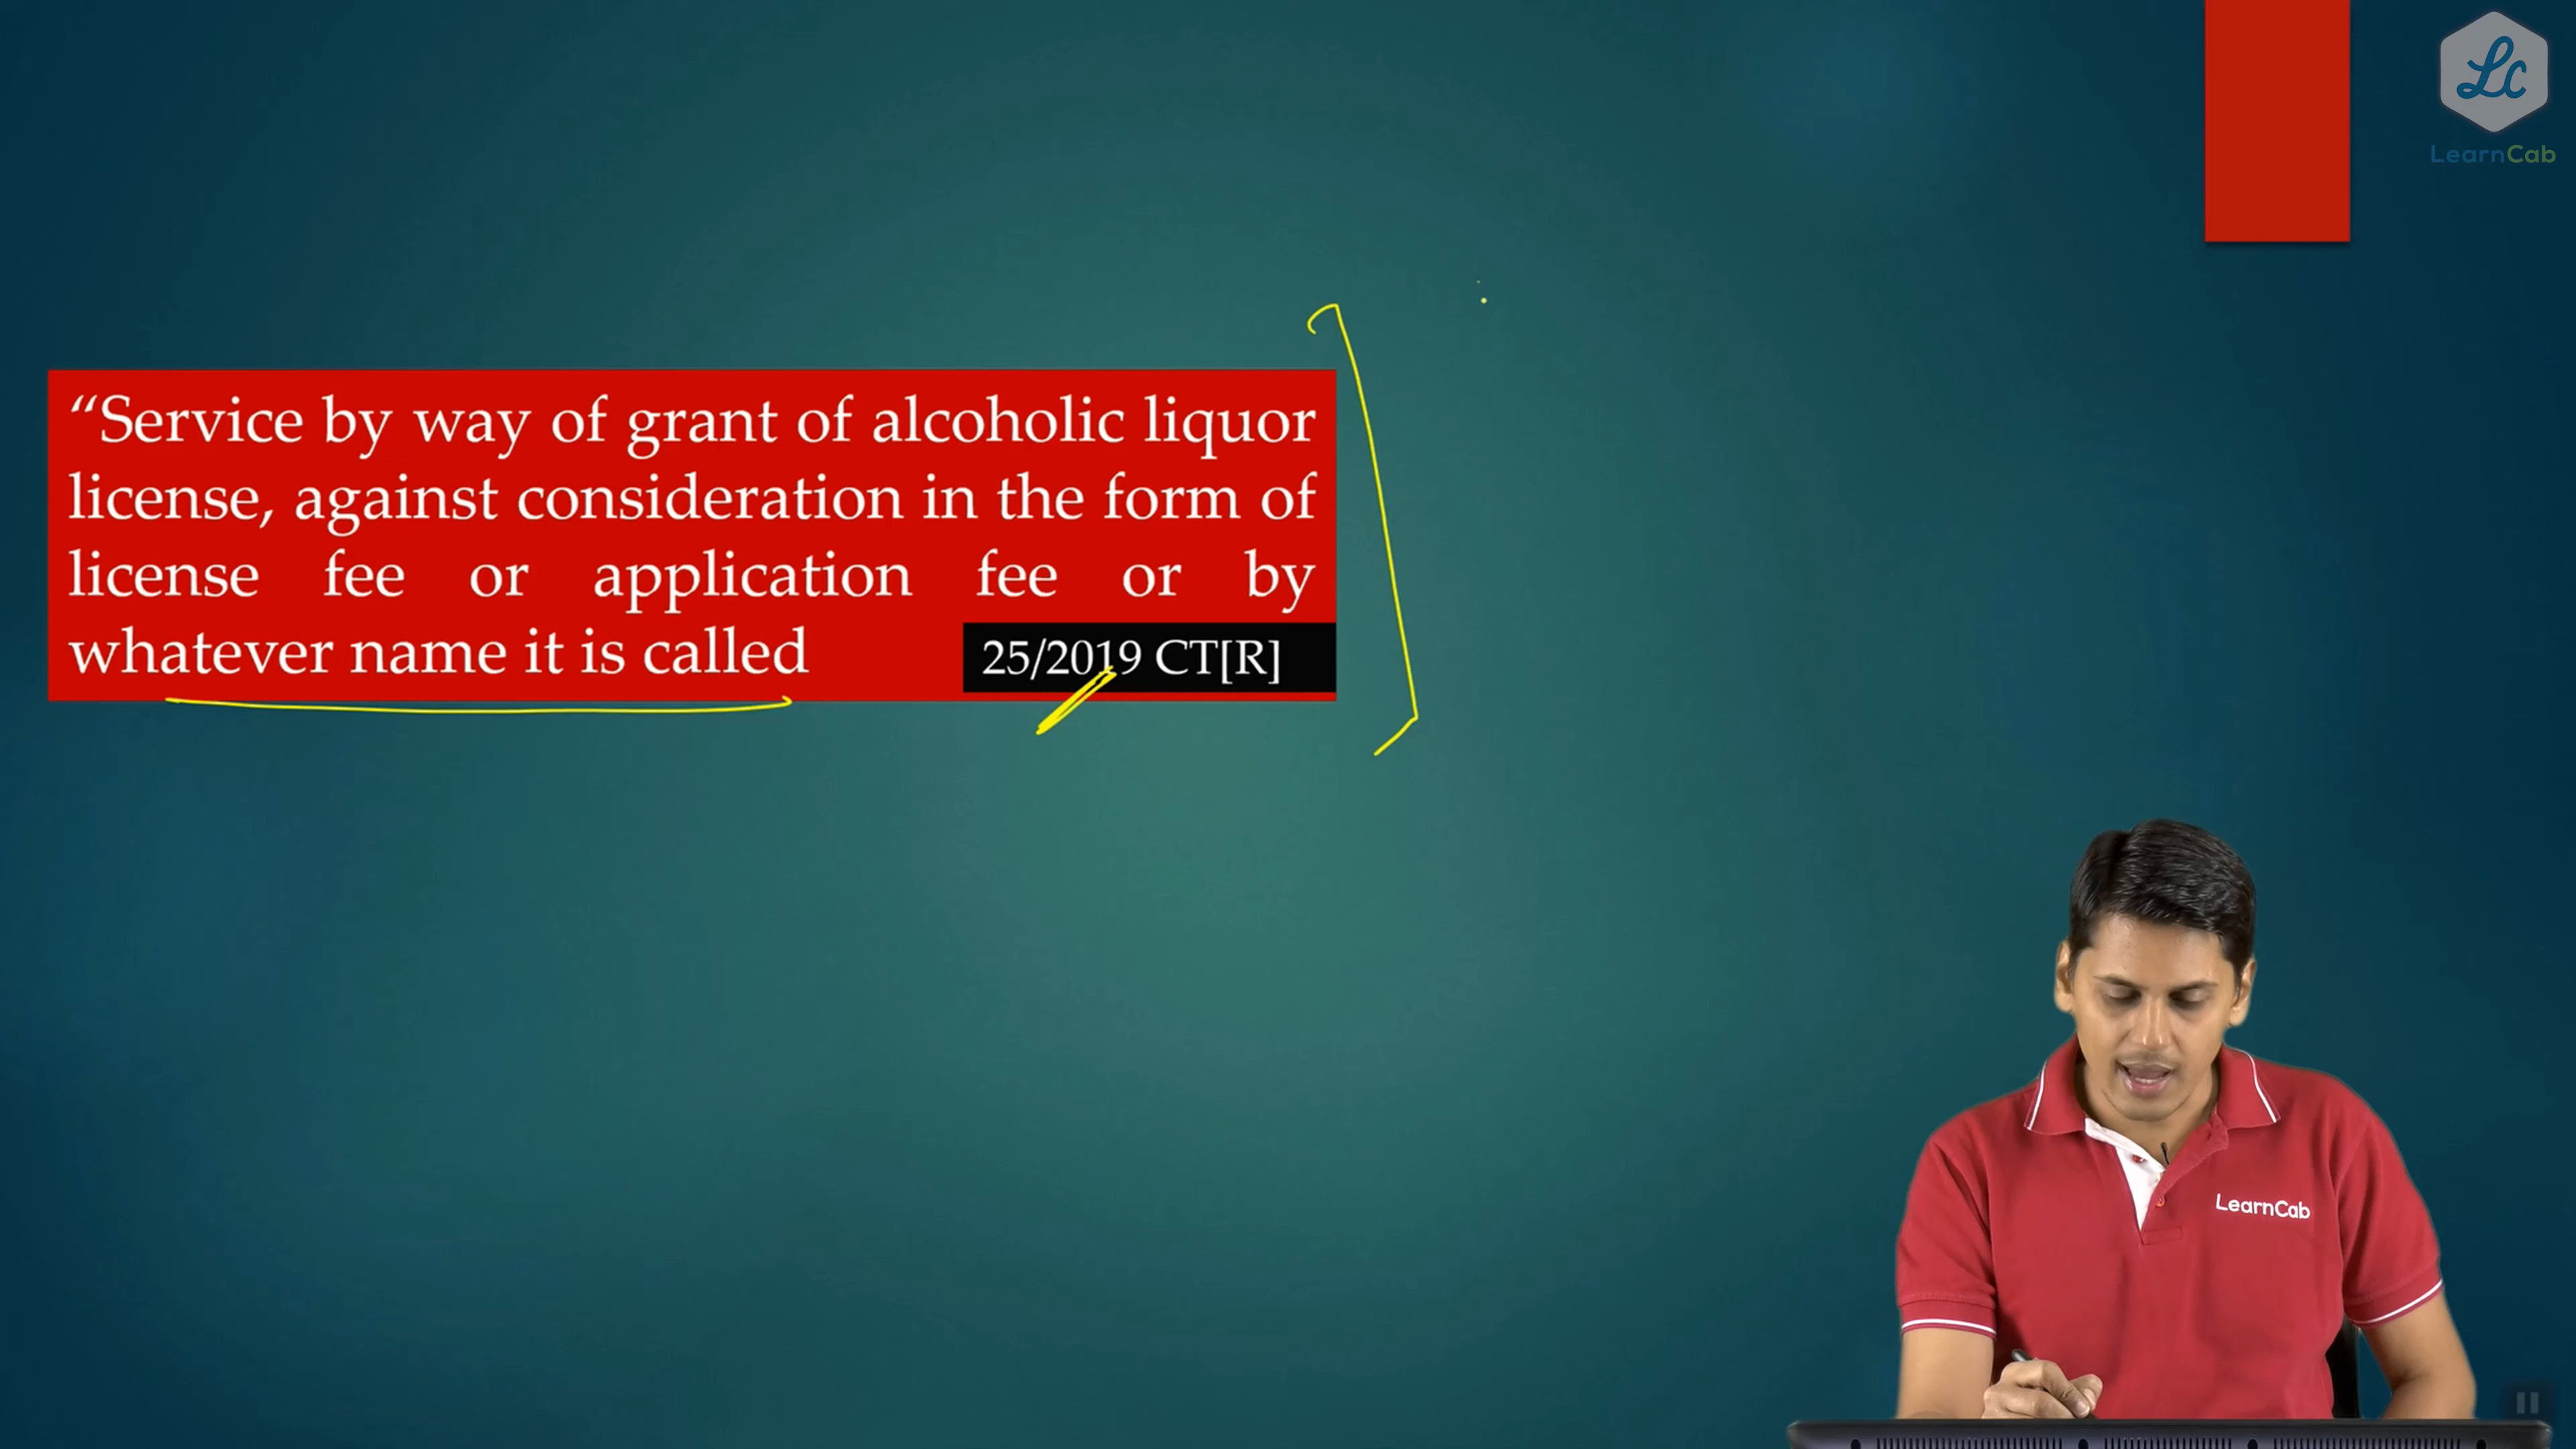 Lc
LearnCab
“Service by way of grant of alcoholic liquor
license, against consideration in the form of
license fee or application fee or by
whatever name it is called
25/2019 CT[R]
LearnCab